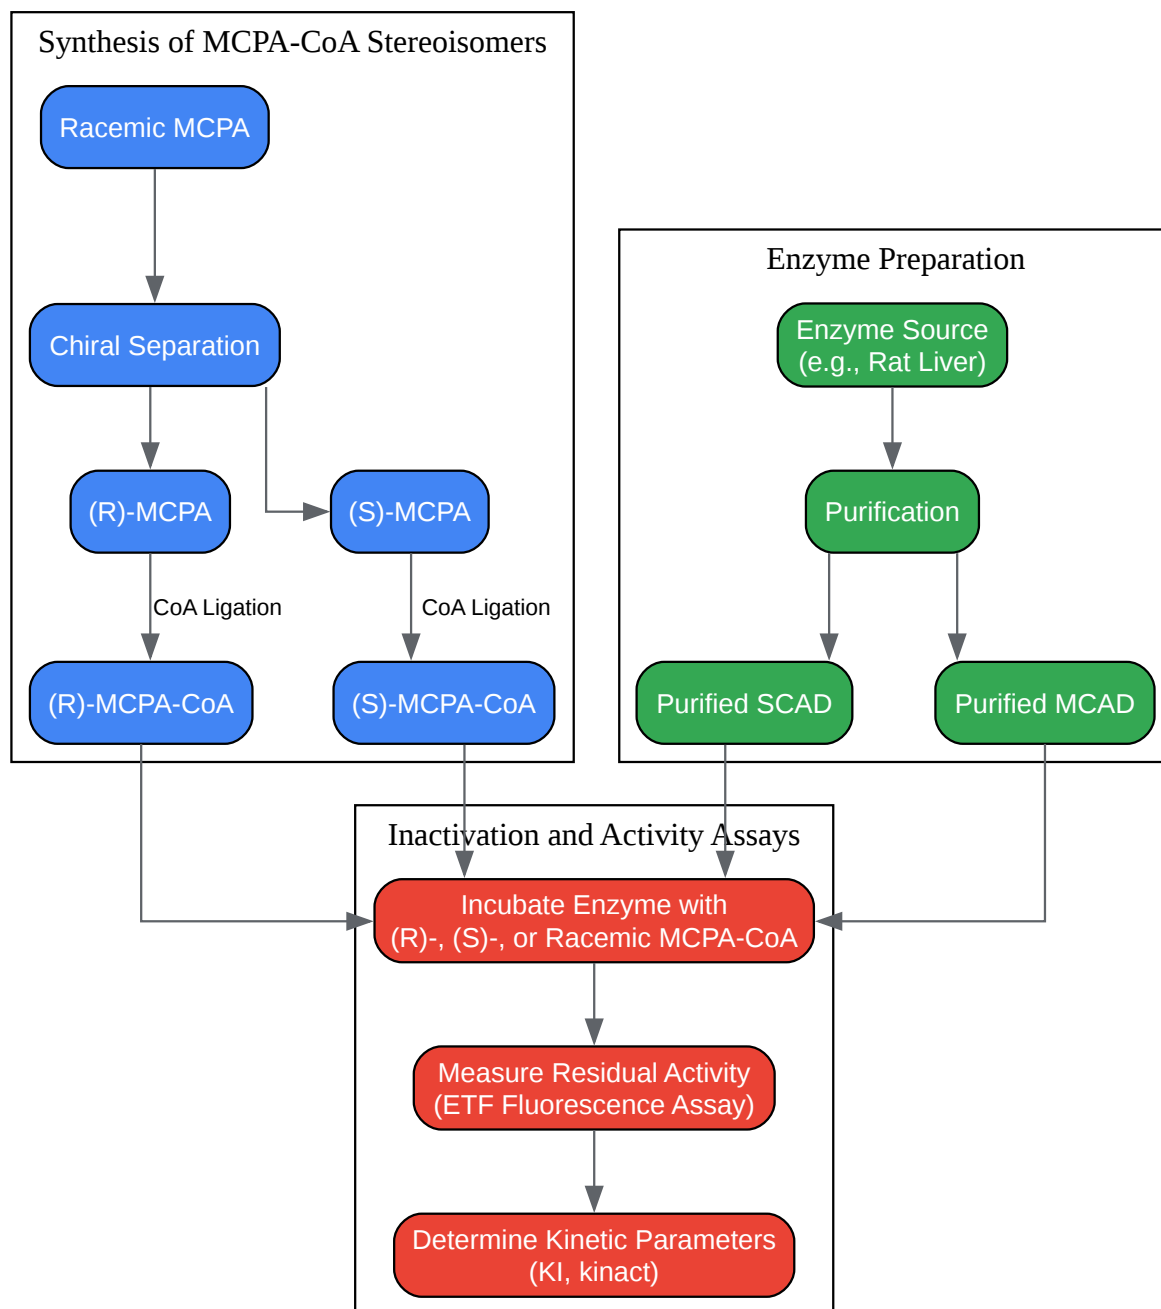 Synthesis of MCPA-CoA Stereoisomers
Racemic MCPA
Chiral Separation
(R)-MCPA
(S)-MCPA
CoA Ligation
CoA Ligation
(R)-MCPA-CoA
(S)-MCPA-CoA
Enzyme Preparation
Enzyme Source
(e.g., Rat Liver)
Purification
Purified SCAD
Purified MCAD
Inactivation and Activity Assays
Incubate Enzyme with
(R)-, (S)-, or Racemic MCPA-CoA
Measure Residual Activity
(ETF Fluorescence Assay)
Determine Kinetic Parameters
(KI, kinact)